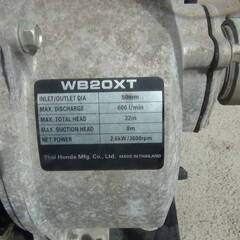 WB20XT
INLET/OUTLET DIA 50mm
MAX. DISCHARGE 600 l/min
MAX. TOTAL HEAD 32m
MAX. SUCTION HEAD 8m
NET POWER 2.6kW/3600rpm
Thai Honda Mfg. Co., Ltd. MADE IN THAILAND